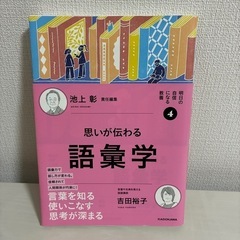 明日の
自信に
なる
教養
4
池上 彰
責任編集
思いが伝わる
語彙学
言葉を知る
使いこなす
思考が深まる
吉田裕子
KADOKAWA